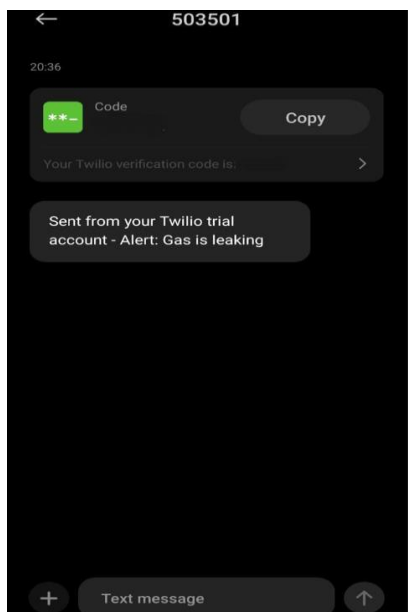 503501
20:36
**-
Code
Copy
Your Twilio verification code is:
Sent from your Twilio trial
account - Alert: Gas is leaking
Text message